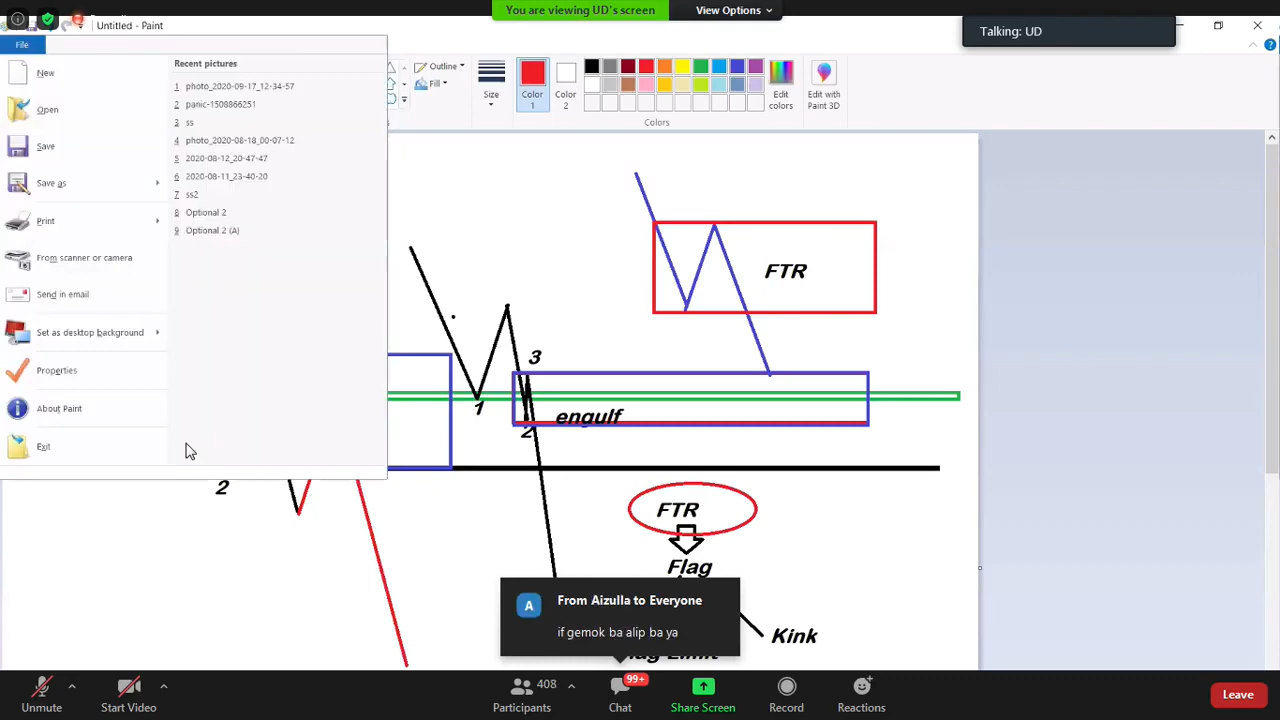 You are viewing UD's screen
View Options
Untitled - Paint
Talking: UD
File
Recent pictures
New
1 photo_2020-09-17_12-34-57
2 panic-1508866251
Open
3 ss
4 photo_2020-08-18_00-07-12
Save
5 2020-08-12_20-47-47
6 2020-08-11_23-40-20
Save as
7 ss2
8 Optional 2
Print
9 Optional 2 (A)
From scanner or camera
Send in email
Set as desktop background
Properties
About Paint
Exit
Outline
Fill
Size
Color 1
Color 2
Edit colors
Edit with Paint 3D
Colors
FTR
3
1
engulf
2
2
FTR
Flag
From Aizulla to Everyone
A
if gemok ba alip ba ya
Kink
Flag Limit
Unmute
Start Video
Participants
408
Chat
99+
Share Screen
Record
Reactions
Leave